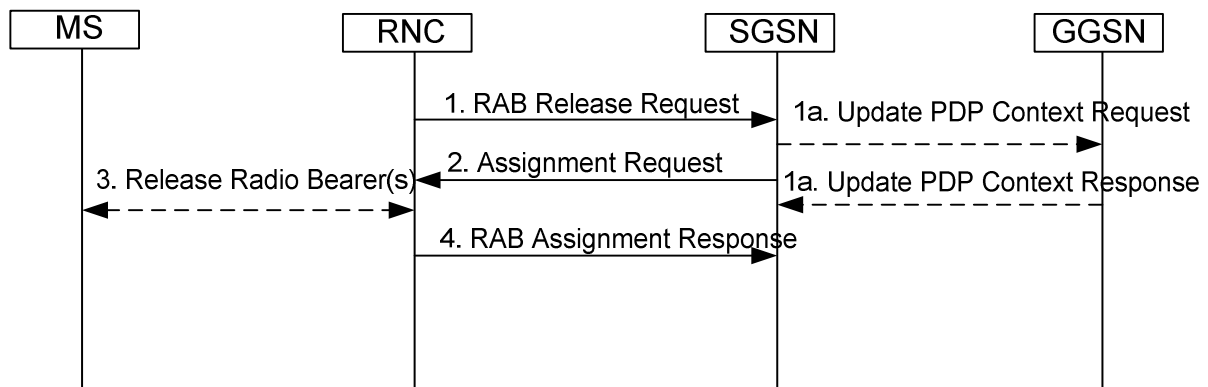 MS
RNC
SGSN
GGSN
1. RAB Release Request
1a. Update PDP Context Request
2. Assignment Request
3. Release Radio Bearer(s)
1a. Update PDP Context Response
4. RAB Assignment Response